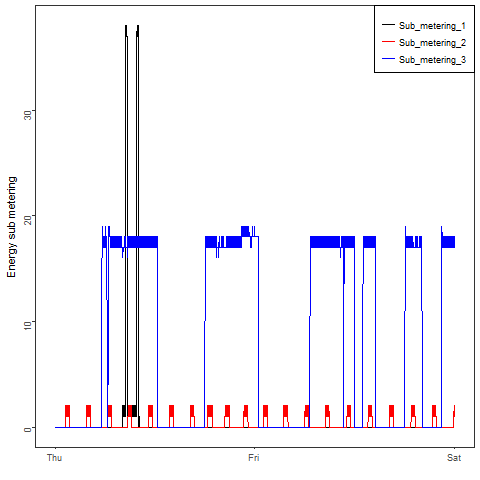 Sub_metering_1
Sub_metering_2
Sub_metering_3
Energy sub metering
30
20
10
0
Thu
Fri
Sat